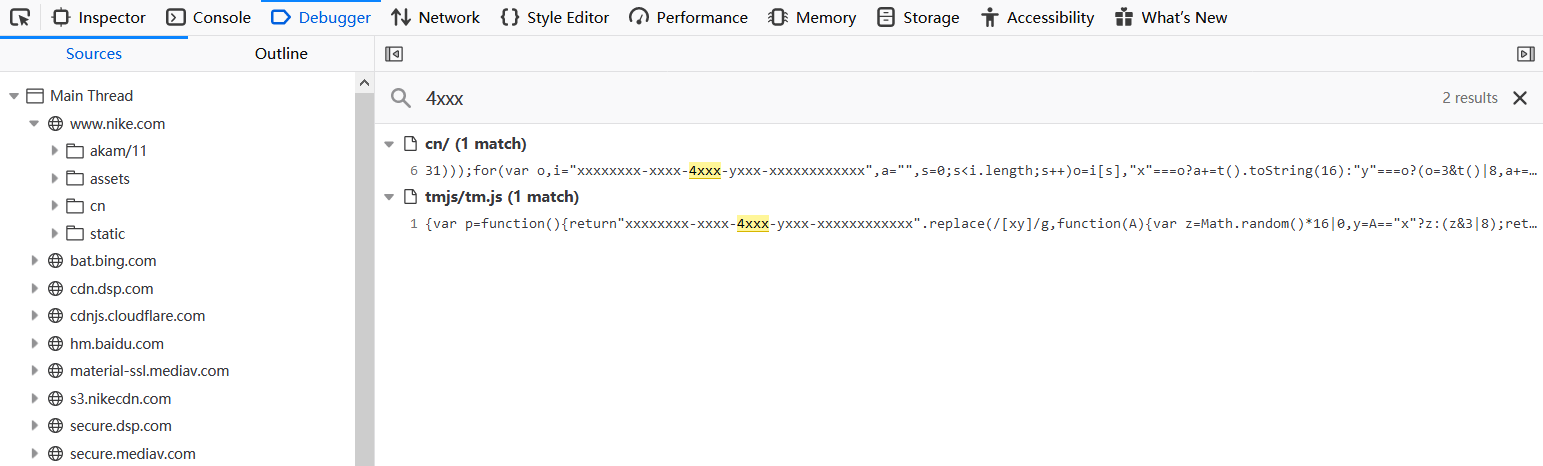 Inspector Console Debugger Network Style Editor Performance Memory Storage Accessibility What's New
Sources Outline
4xxx 2 results
Main Thread
www.nike.com
akam/11
assets
cn
static
bat.bing.com
cdn.dsp.com
cdnjs.cloudflare.com
hm.baidu.com
material-ssl.mediav.com
s3.nikecdn.com
secure.dsp.com
secure.mediav.com
cn/ (1 match)
6 31)));for(var o,i="xxxxxxxx-xxxx-4xxx-yxxx-xxxxxxxxxxxx",a="",s=0;s<i.length;s++)o=i[s],"x"===o?a+=t().toString(16):"y"===o?(o=3&t()|8,a+=…
tmjs/tm.js (1 match)
1 {var p=function(){return"xxxxxxxx-xxxx-4xxx-yxxx-xxxxxxxxxxxx".replace(/[xy]/g,function(A){var z=Math.random()*16|0,y=A=="x"?z:(z&3|8);ret…